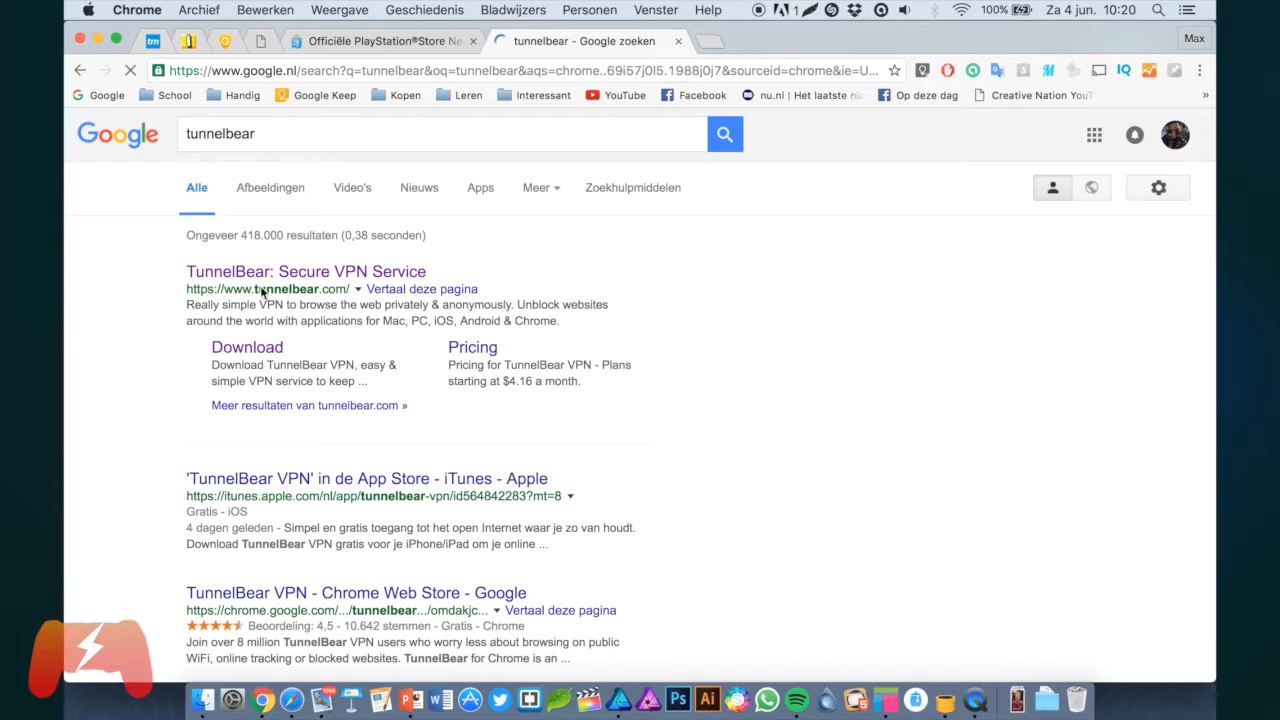 Chrome Archief Bewerken Weergave Geschiedenis Bladwijzers Personen Venster Help 1 100% Za 4 jun. 10:20
tm Officiële PlayStation®Store Ne tunnelbear - Google zoeken Max
https://www.google.nl/search?q=tunnelbear&oq=tunnelbear&aqs=chrome..69i57j0l5.1988j0j7&sourceid=chrome&ie=U... IQ
Google School Handig Google Keep Kopen Leren Interessant YouTube Facebook nu.nl | Het laatste Op deze dag Creative Nation You »
Google tunnelbear
Alle Afbeeldingen Video's Nieuws Apps Meer Zoekhulpmiddelen
Ongeveer 418.000 resultaten (0,38 seconden)
TunnelBear: Secure VPN Service
https://www.tunnelbear.com/ Vertaal deze pagina
Really simple VPN to browse the web privately & anonymously. Unblock websites
around the world with applications for Mac, PC, iOS, Android & Chrome.
Download Pricing
Download TunnelBear VPN, easy & Pricing for TunnelBear VPN - Plans
simple VPN service to keep ... starting at $4.16 a month.
Meer resultaten van tunnelbear.com »
'TunnelBear VPN' in de App Store - iTunes - Apple
https://itunes.apple.com/nl/app/tunnelbear-vpn/id564842283?mt=8
Gratis - iOS
4 dagen geleden - Simpel en gratis toegang tot het open Internet waar je zo van houdt.
Download TunnelBear VPN gratis voor je iPhone/iPad om je online ...
TunnelBear VPN - Chrome Web Store - Google
https://chrome.google.com/.../tunnelbear.../omdakjc... Vertaal deze pagina
Beoordeling: 4,5 - 10.642 stemmen - Gratis - Chrome
Join over 8 million TunnelBear VPN users who worry less about browsing on public
WiFi, online tracking or blocked websites. TunnelBear for Chrome is an ...
Ps Ai